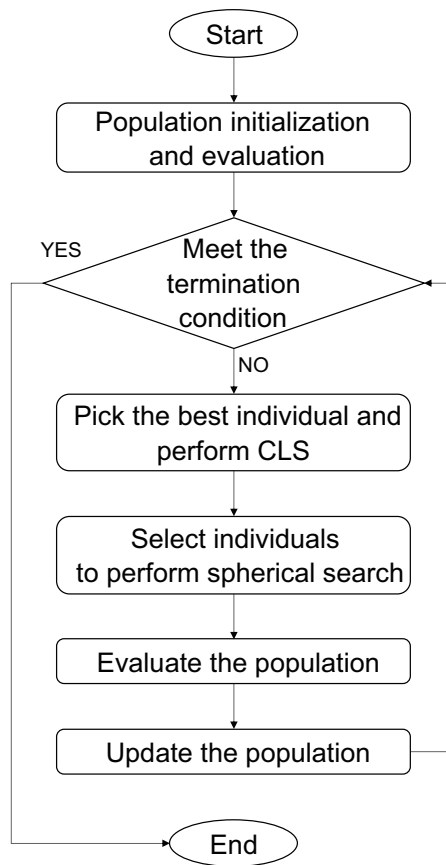 Start
Population initialization
and evaluation
YES
Meet the
termination
condition
NO
Pick the best individual and
perform CLS
Select individuals
to perform spherical search
Evaluate the population
Update the population
End